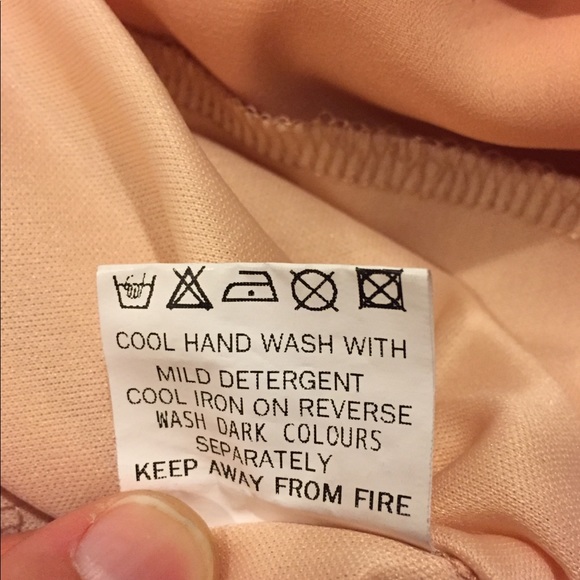 COOL HAND WASH WITH
MILD DETERGENT
COOL IRON ON REVERSE
WASH DARK COLOURS
SEPARATELY
KEEP AWAY FROM FIRE